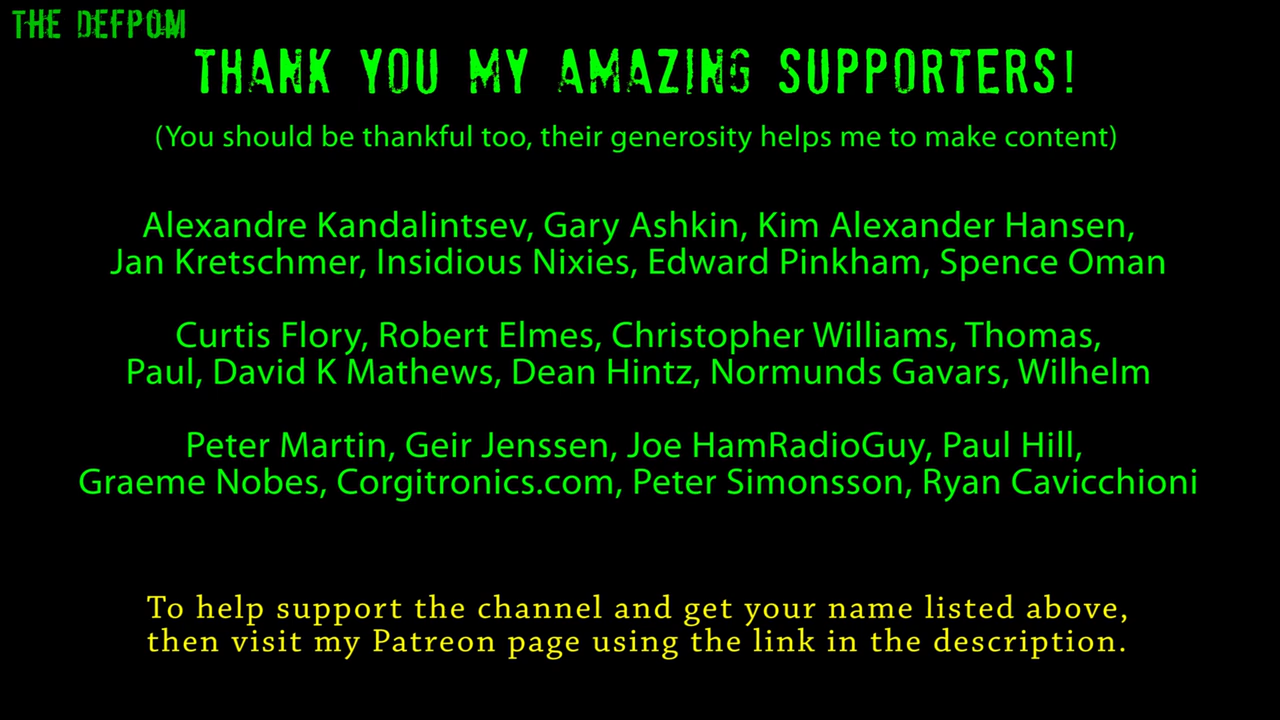 THE DEFPOM
THANK YOU MY AMAZING SUPPORTERS!
(You should be thankful too, their generosity helps me to make content)
Alexandre Kandalintsev, Gary Ashkin, Kim Alexander Hansen,
Jan Kretschmer, Insidious Nixies, Edward Pinkham, Spence Oman
Curtis Flory, Robert Elmes, Christopher Williams, Thomas,
Paul, David K Mathews, Dean Hintz, Normunds Gavars, Wilhelm
Peter Martin, Geir Jenssen, Joe HamRadioGuy, Paul Hill,
Graeme Nobes, Corgitronics.com, Peter Simonsson, Ryan Cavicchioni
To help support the channel and get your name listed above,
then visit my Patreon page using the link in the description.